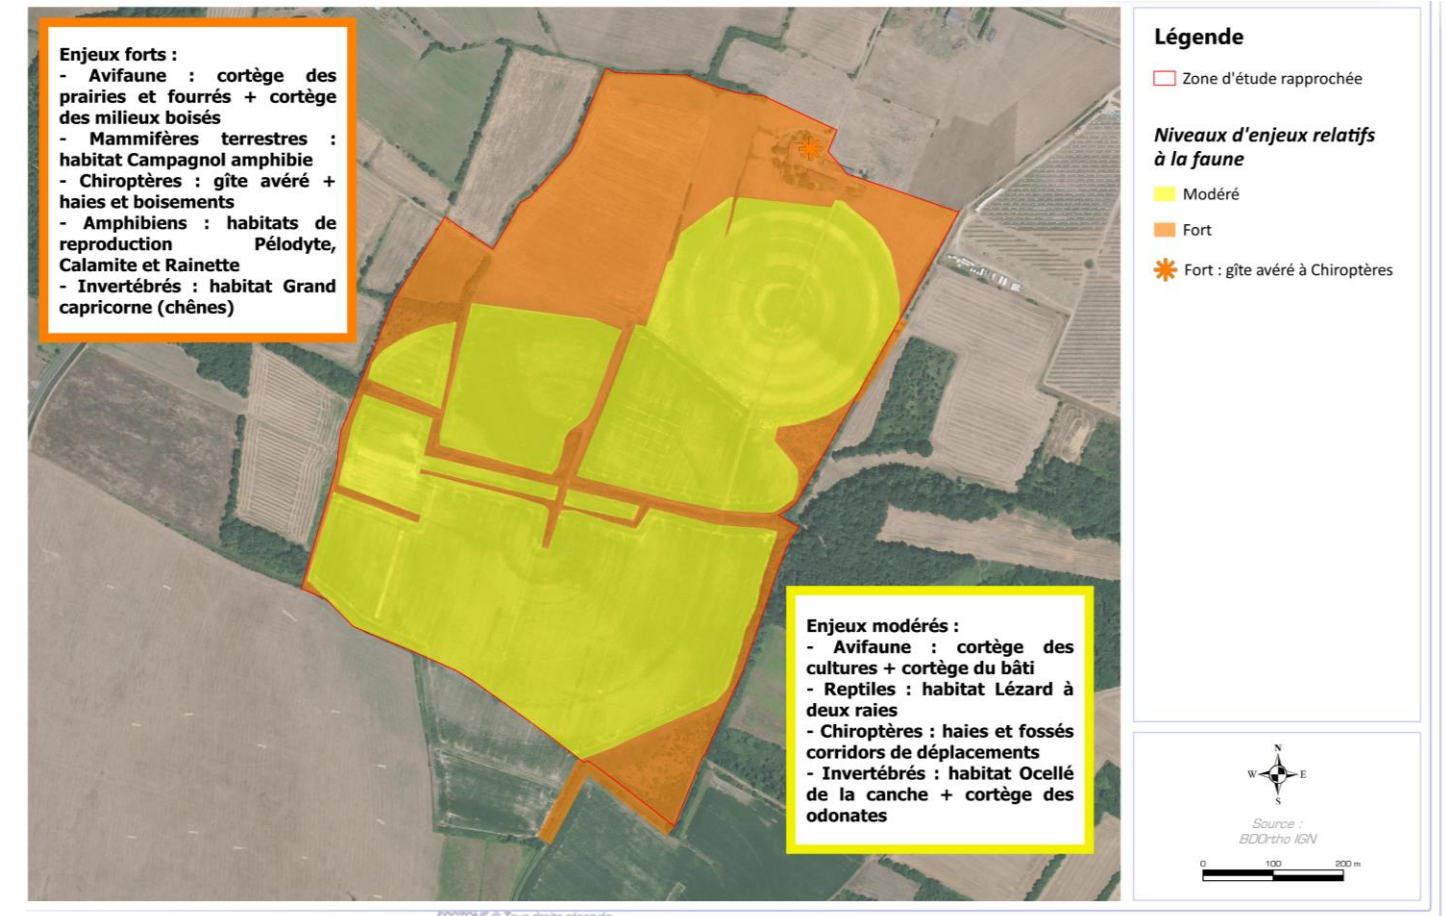 Enjeux forts :
- Avifaune : cortège des
prairies et fourrés + cortège
des milieux boisés
- Mammifères terrestres :
habitat Campagnol amphibie
- Chiroptères : gîte avéré +
haies et boisements
- Amphibiens : habitats de
reproduction Pélodyte,
Calamite et Rainette
- Invertébrés : habitat Grand
capricorne (chênes)
Enjeux modérés :
- Avifaune : cortège des
cultures + cortège du bâti
- Reptiles : habitat Lézard à
deux raies
- Chiroptères : haies et fossés
corridors de déplacements
- Invertébrés : habitat Ocellé
de la canche + cortège des
odonates
Légende
Zone d'étude rapprochée
Niveaux d'enjeux relatifs
à la faune
Modéré
Fort
Fort : gîte avéré à Chiroptères
N
W E
S
Source :
BDOrtho IGN
0 100 200 m